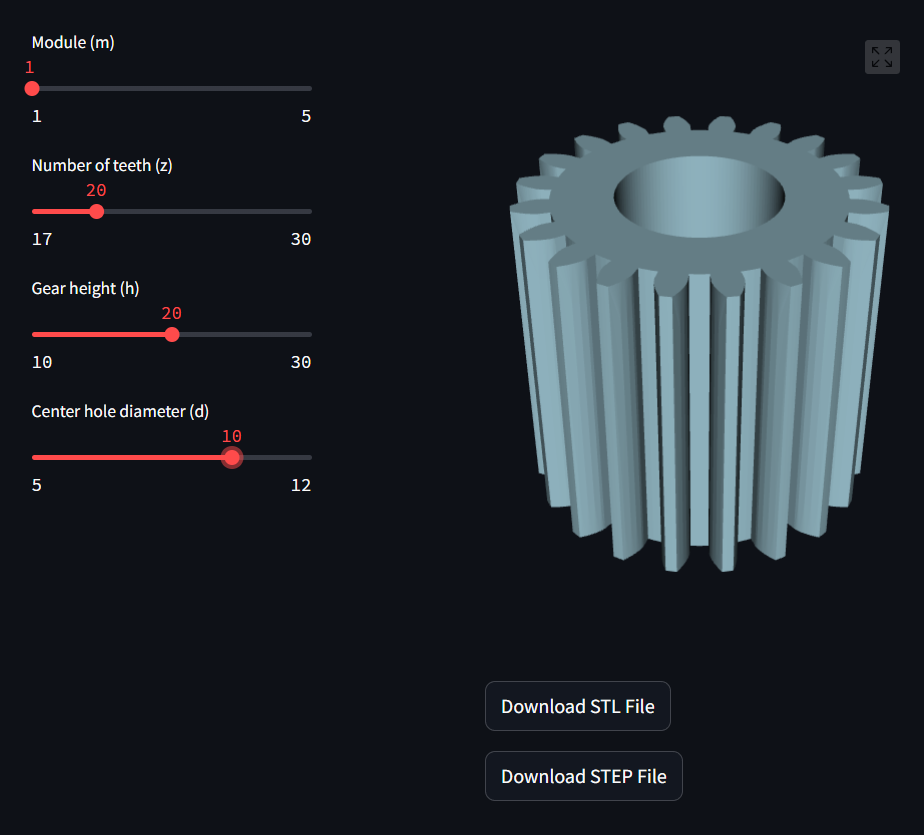 Module (m)
1
1 5
Number of teeth (z)
20
17 30
Gear height (h)
20
10 30
Center hole diameter (d)
10
5 12
Download STL File
Download STEP File